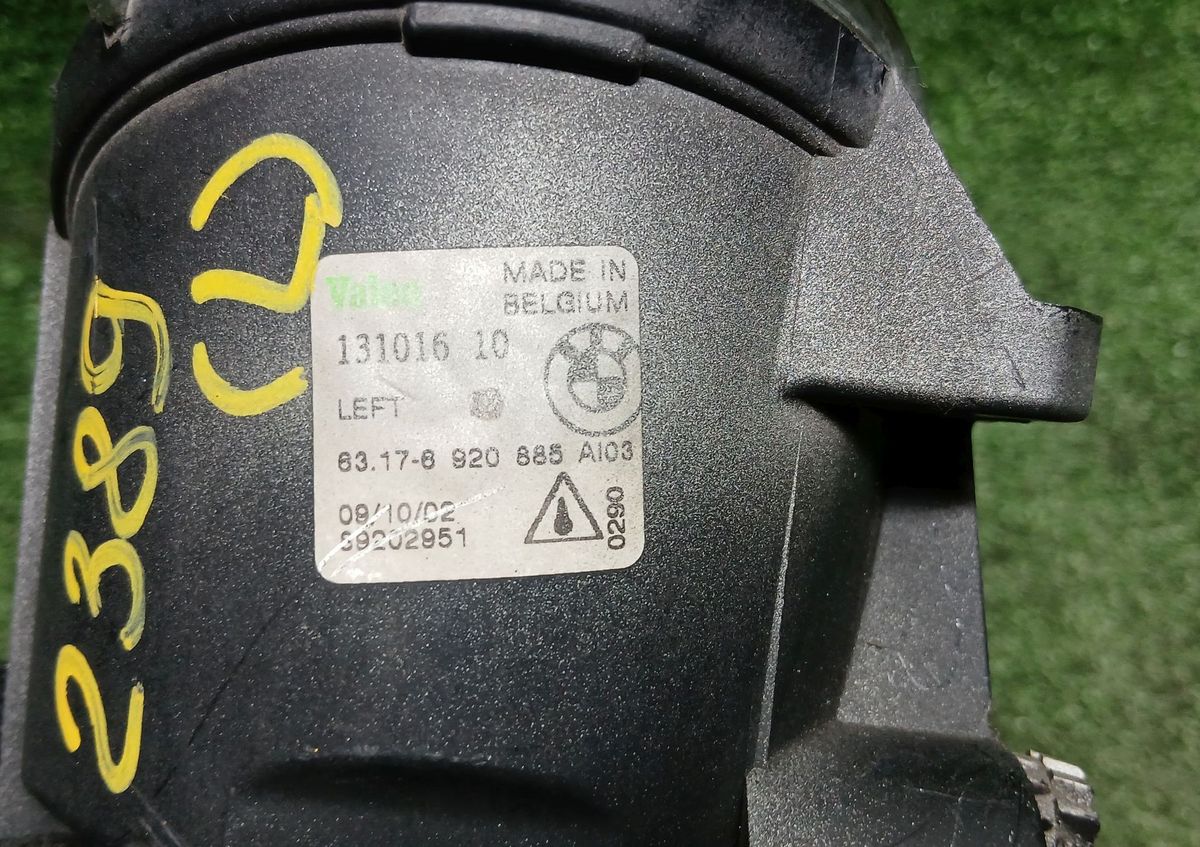 2389
(2)
Valeo
MADE IN
BELGIUM
131016 10
LEFT
63.17-6 920 885 AI03
09/10/02
89202951
0290